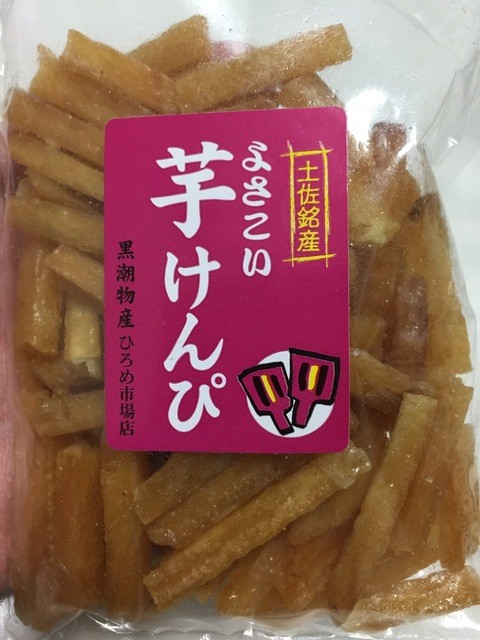 土佐銘産
よさこい
芋けんぴ
黒潮物産 ひろめ市場店